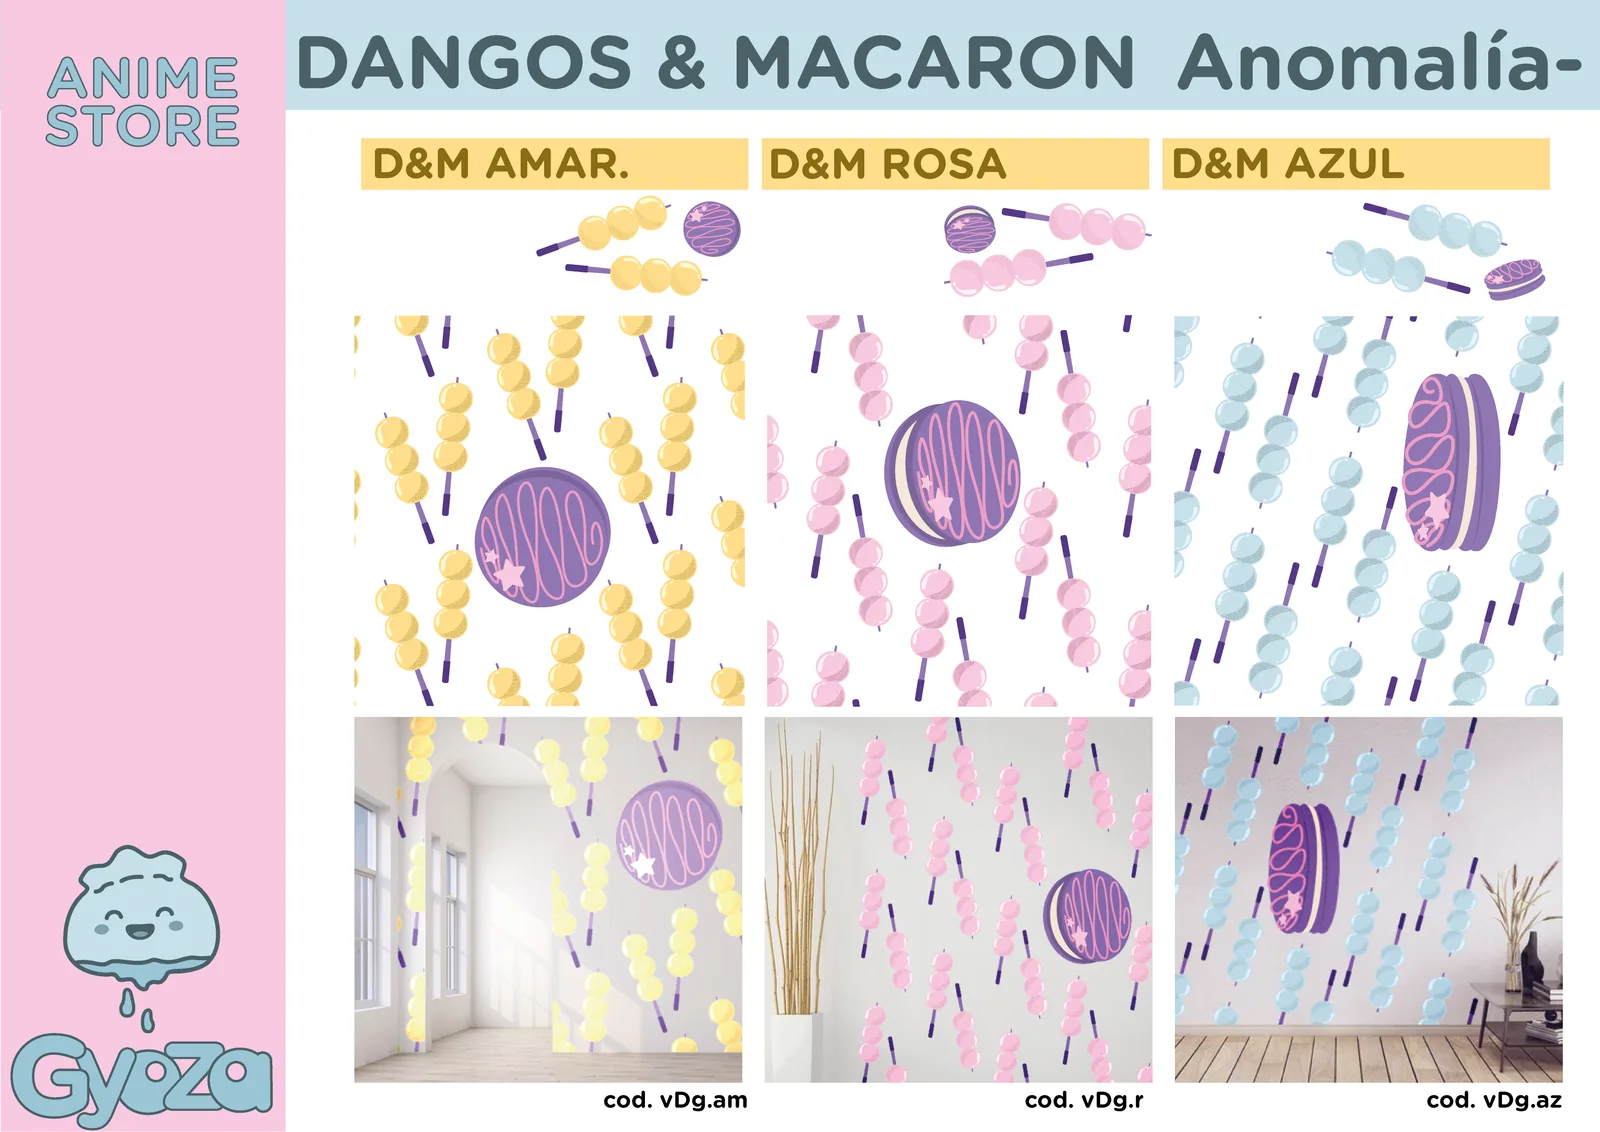 ANIME
STORE
DANGOS & MACARON Anomalía-
D&M AMAR.
D&M ROSA
D&M AZUL
cod. vDg.am
cod. vDg.r
cod. vDg.az
Gyoza